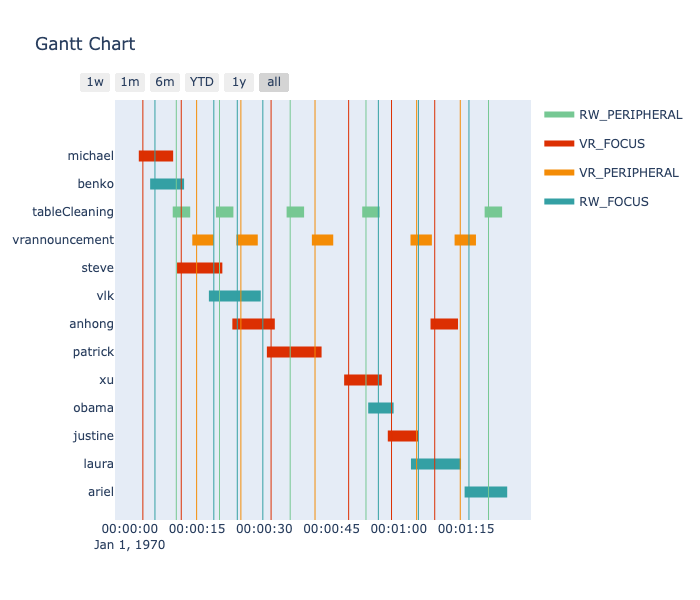 Gantt Chart
1w 1m 6m YTD 1y all
RW_PERIPHERAL
VR_FOCUS
VR_PERIPHERAL
RW_FOCUS
michael
benko
tableCleaning
vrannouncement
steve
vlk
anhong
patrick
xu
obama
justine
laura
ariel
00:00:00 00:00:15 00:00:30 00:00:45 00:01:00 00:01:15
Jan 1, 1970